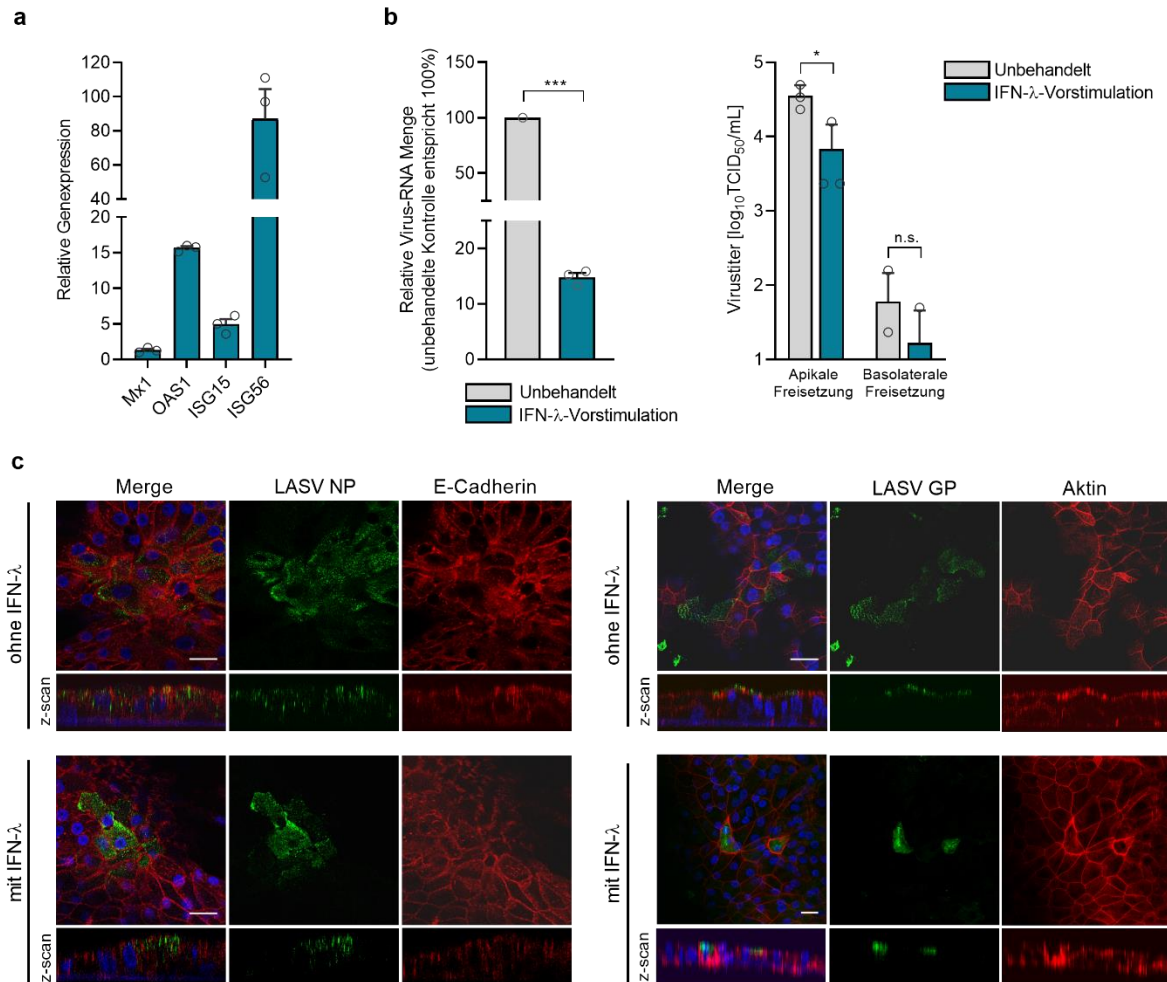 a
Relative Genexpression
120
100
80
60
40
20
15
10
5
0
Mx1
OAS1
ISG15
ISG56
b
Relative Virus-RNA Menge
(unbehandelte Kontrolle entspricht 100%)
150
100
50
20
15
10
5
0
***
Unbehandelt
IFN-λ-Vorstimulation
Virustiter [log10TCID50/mL]
5
4
3
2
1
*
n.s.
Apikale
Freisetzung
Basolaterale
Freisetzung
Unbehandelt
IFN-λ-Vorstimulation
c
Merge
LASV NP
E-Cadherin
ohne IFN-λ
z-scan
mit IFN-λ
z-scan
Merge
LASV GP
Aktin
ohne IFN-λ
z-scan
mit IFN-λ
z-scan